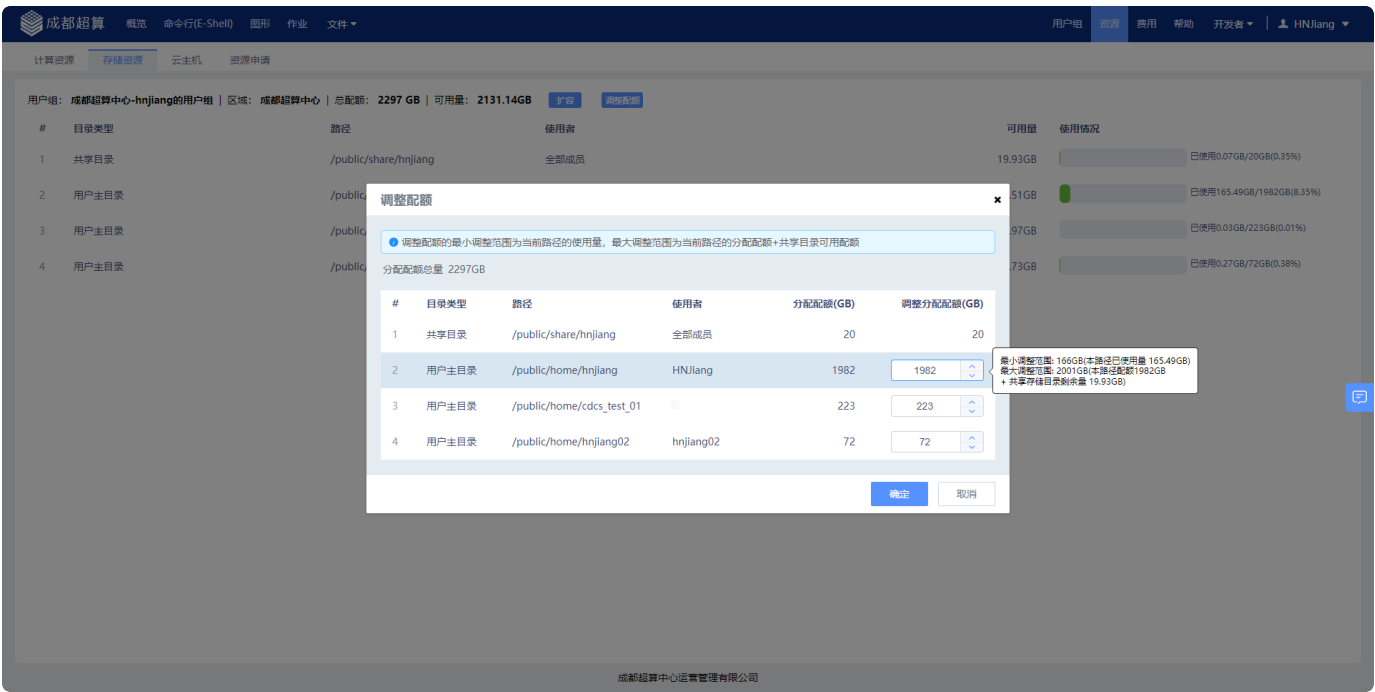 成都超算 概览 命令行(E-Shell) 图形 作业 文件 用户组 资源 费用 帮助 开发者 HNJiang
计算资源 存储资源 云主机 资源申请
用户组: 成都超算中心-hnjiang的用户组 | 区域: 成都超算中心 | 总配额: 2297 GB | 可用量: 2131.14GB 扩容 调整配额
# 目录类型 路径 使用者 可用量 使用情况
1 共享目录 /public/share/hnjiang 全部成员 19.93GB 已使用0.07GB/20GB(0.35%)
2 用户主目录 /public/ .51GB 已使用165.49GB/1982GB(8.35%)
3 用户主目录 /public/ .97GB 已使用0.03GB/223GB(0.01%)
4 用户主目录 /public/ .73GB 已使用0.27GB/72GB(0.38%)
调整配额
调整配额的最小调整范围为当前路径的使用量，最大调整范围为当前路径的分配配额+共享目录可用配额
分配配额总量 2297GB
# 目录类型 路径 使用者 分配配额(GB) 调整分配配额(GB)
1 共享目录 /public/share/hnjiang 全部成员 20 20
2 用户主目录 /public/home/hnjiang HNJiang 1982 1982
3 用户主目录 /public/home/cdcs_test_01 223 223
4 用户主目录 /public/home/hnjiang02 hnjiang02 72 72
最小调整范围: 166GB(本路径已使用量 165.49GB)
最大调整范围: 2001GB(本路径配额1982GB
+ 共享存储目录剩余量 19.93GB)
确定 取消
成都超算中心运营管理有限公司